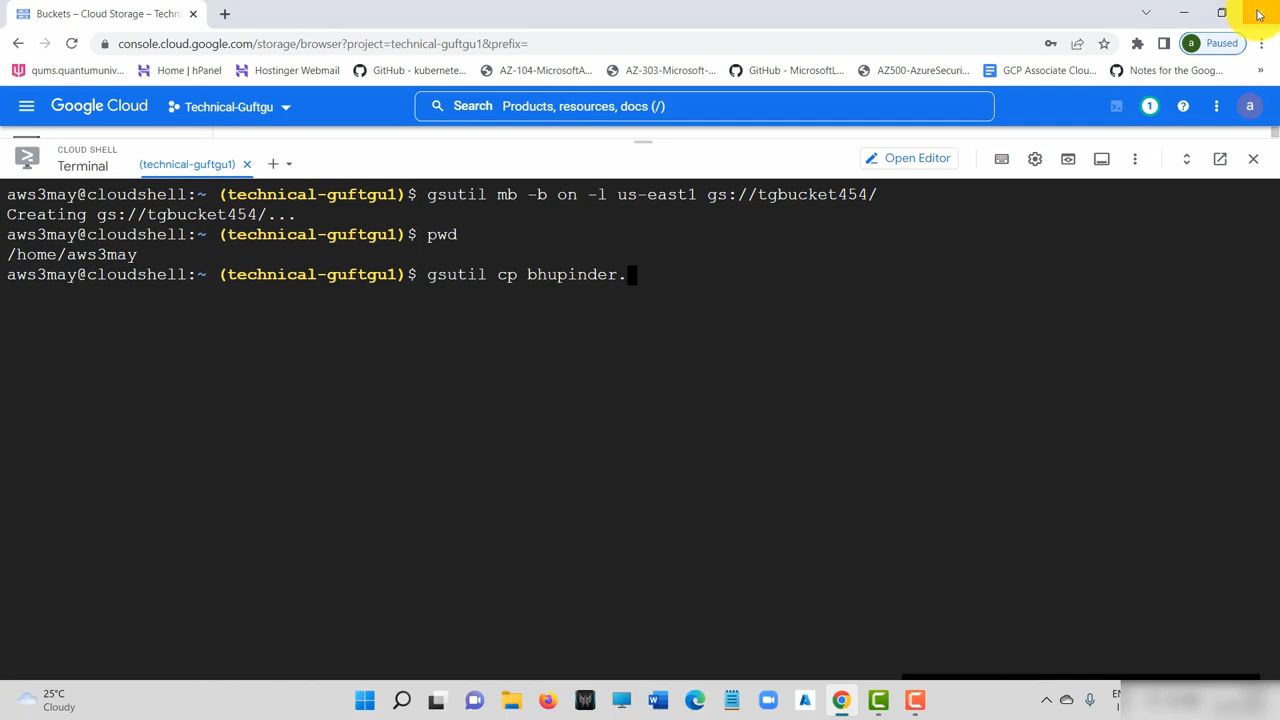 Buckets – Cloud Storage – Techni
console.cloud.google.com/storage/browser?project=technical-guftgu1&prefix=
a Paused
qums.quantumuniv...
Home | hPanel
Hostinger Webmail
GitHub - kubernete...
AZ-104-MicrosoftA...
AZ-303-Microsoft-...
GitHub - MicrosoftL...
AZ500-AzureSecuri...
GCP Associate Clou...
Notes for the Goog...
»
Google Cloud
Technical-Guftgu
Search Products, resources, docs (/)
1
a
CLOUD SHELL
Terminal
(technical-guftgu1)
Open Editor
aws3may@cloudshell:~ (technical-guftgu1)$ gsutil mb -b on -l us-east1 gs://tgbucket454/
Creating gs://tgbucket454/...
aws3may@cloudshell:~ (technical-guftgu1)$ pwd
/home/aws3may
aws3may@cloudshell:~ (technical-guftgu1)$ gsutil cp bhupinder.
25°C
Cloudy